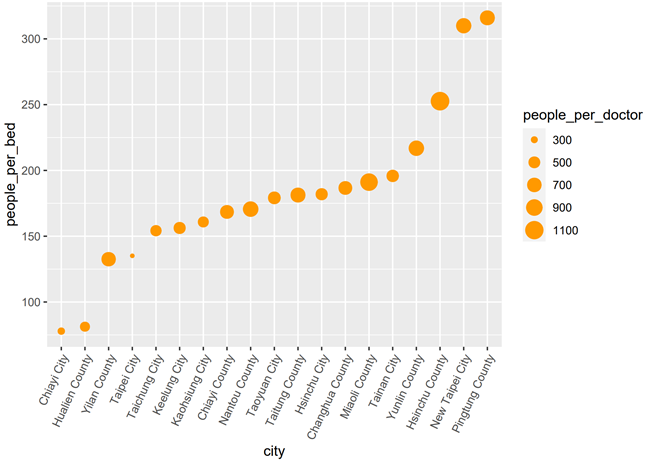 people_per_bed
300
250
200
150
100
Chiayi City
Hualien County
Yilan County
Taipei City
Taichung City
Keelung City
Kaohsiung City
Chiayi County
Nantou County
Taoyuan City
Taitung County
Hsinchu City
Changhua County
Miaoli County
Tainan City
Yunlin County
Hsinchu County
New Taipei City
Pingtung County
city
people_per_doctor
300
500
700
900
1100